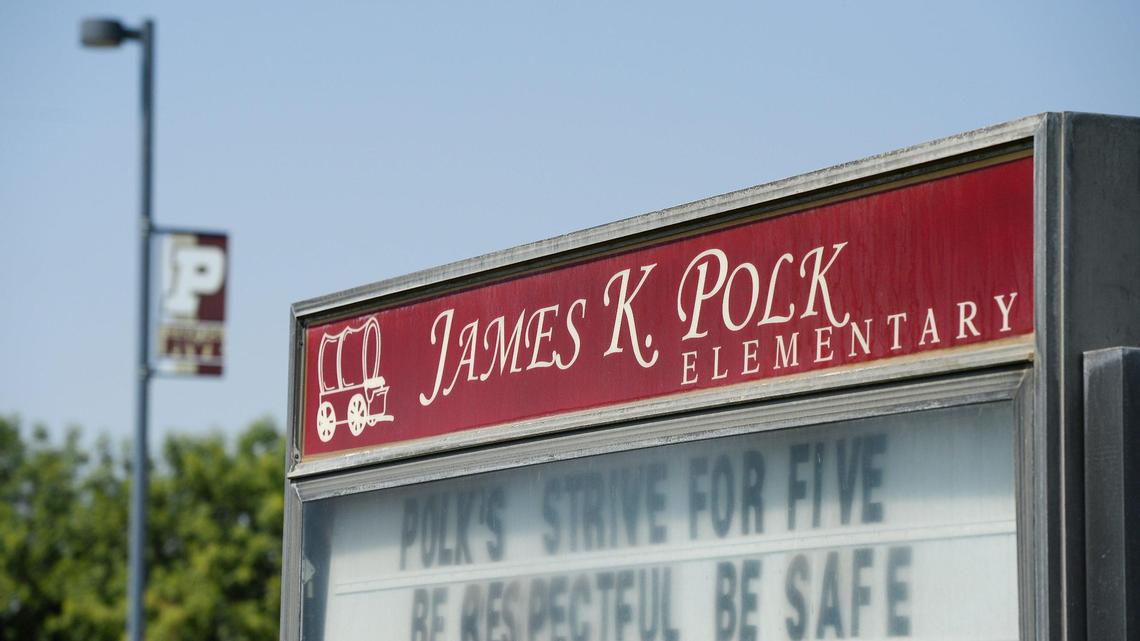 P
FIVE
JAMES K. POLK
ELEMENTARY
POLK'S STRIVE FOR FIVE
BE RESPECTFUL BE SAFE